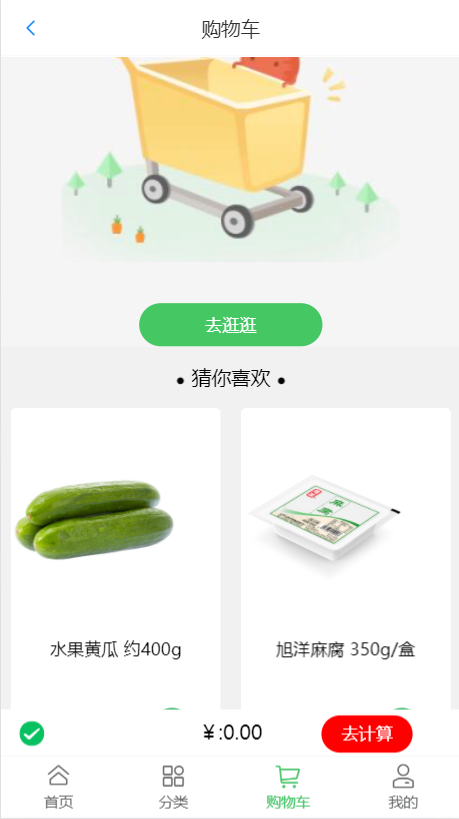 购物车
去逛逛
• 猜你喜欢 •
水果黄瓜 约400g
旭洋麻腐 350g/盒
￥:0.00
去计算
首页
分类
购物车
我的